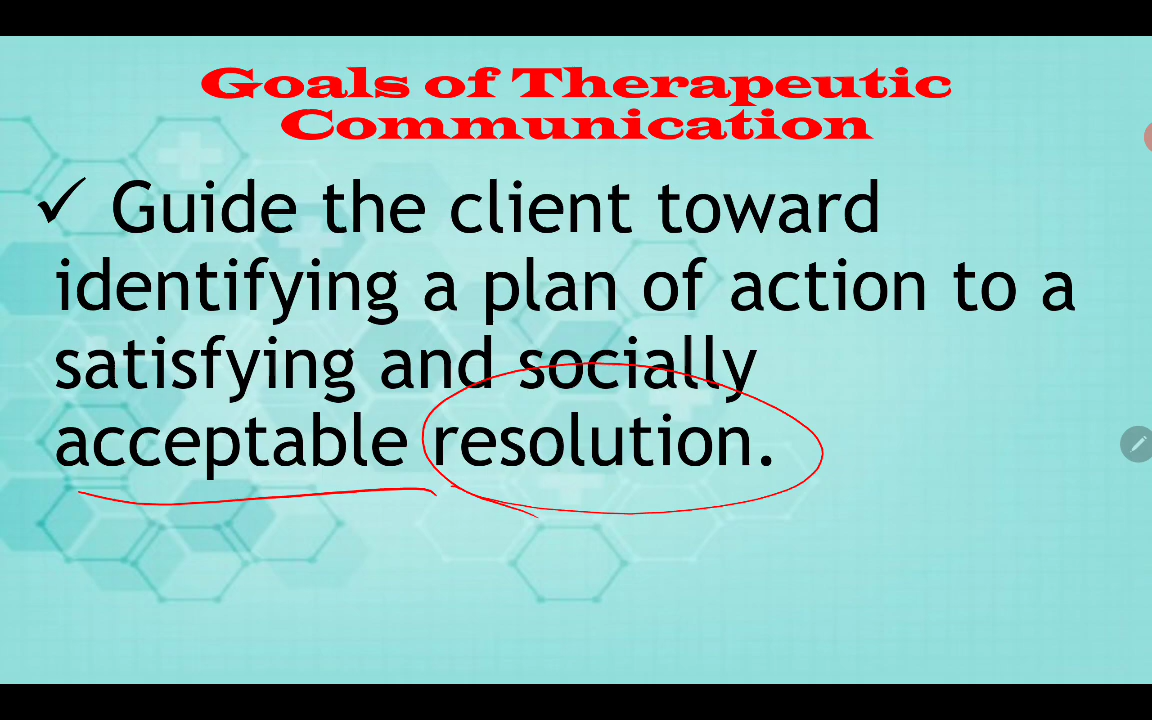 Goals of Therapeutic
Communication
✓ Guide the client toward
identifying a plan of action to a
satisfying and socially
acceptable resolution.